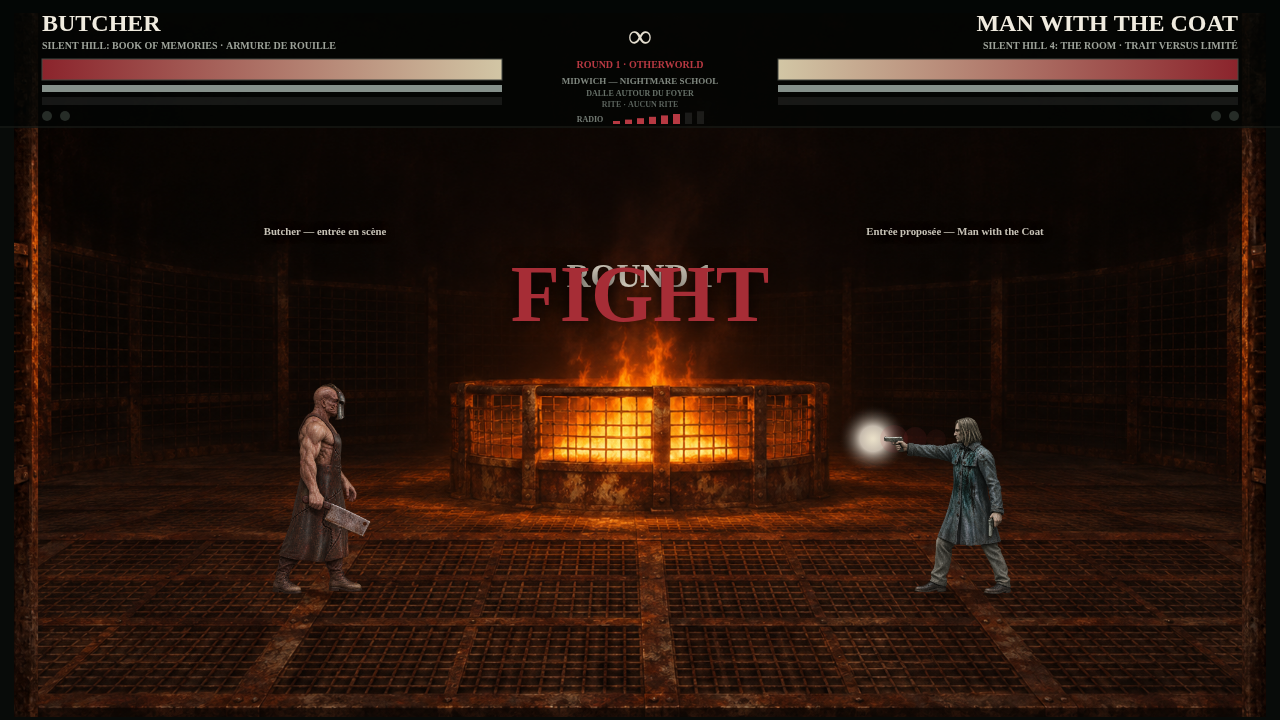 BUTCHER
SILENT HILL: BOOK OF MEMORIES · ARMURE DE ROUILLE
∞
ROUND 1 · OTHERWORLD
MIDWICH — NIGHTMARE SCHOOL
DALLE AUTOUR DU FOYER
RITE · AUCUN RITE
RADIO
MAN WITH THE COAT
SILENT HILL 4: THE ROOM · TRAIT VERSUS LIMITÉ
Butcher — entrée en scène
Entrée proposée — Man with the Coat
ROUND 1
FIGHT